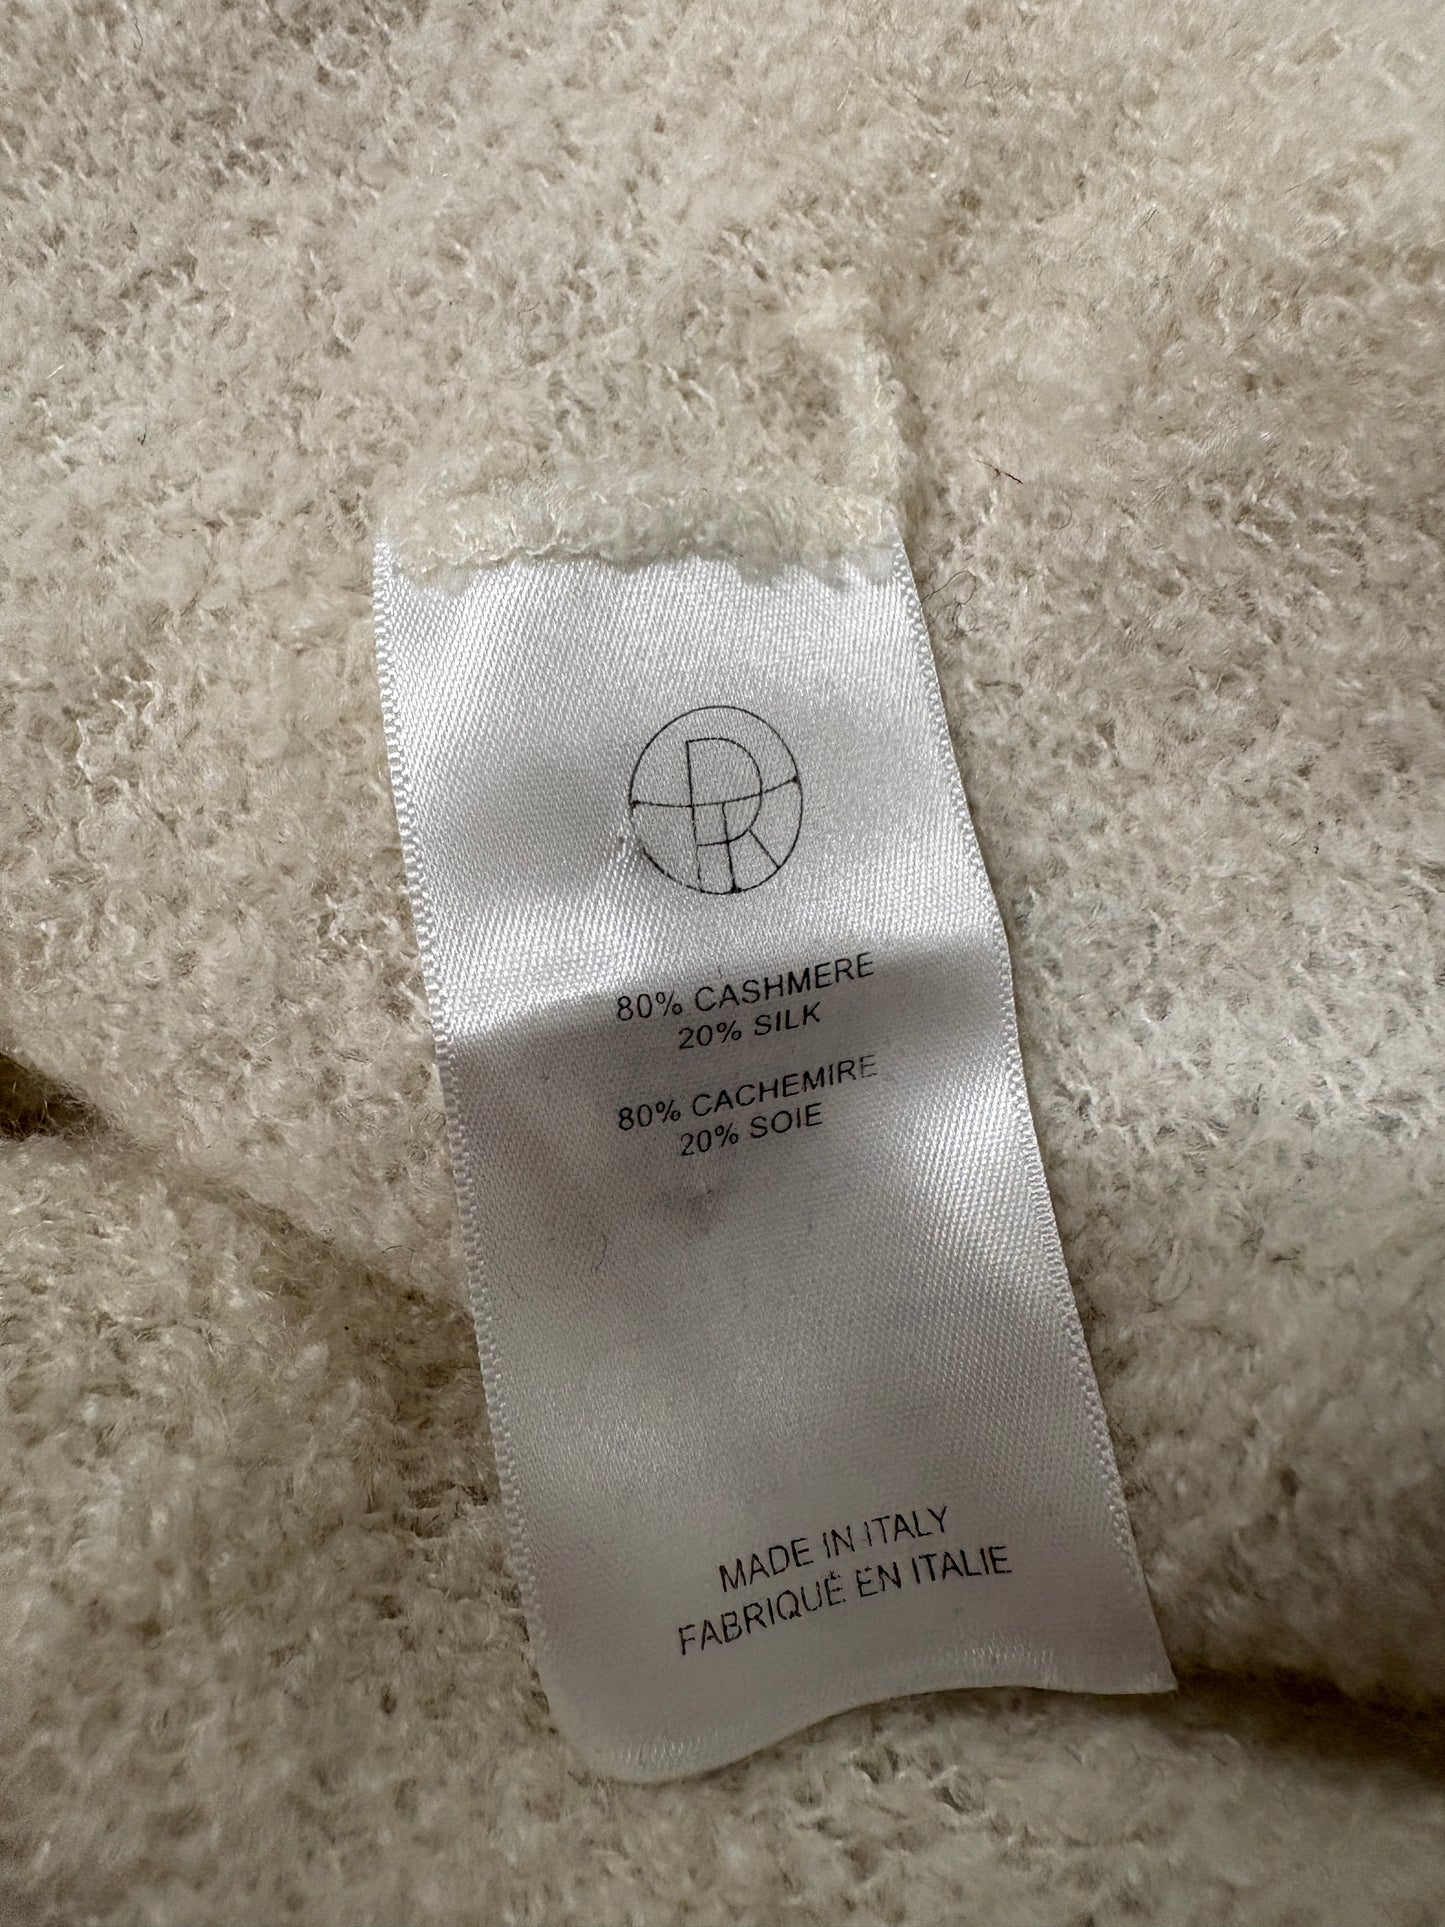 80% CASHMERE
20% SILK
80% CACHEMIRE
20% SOIE
MADE IN ITALY
FABRIQUÉ EN ITALIE